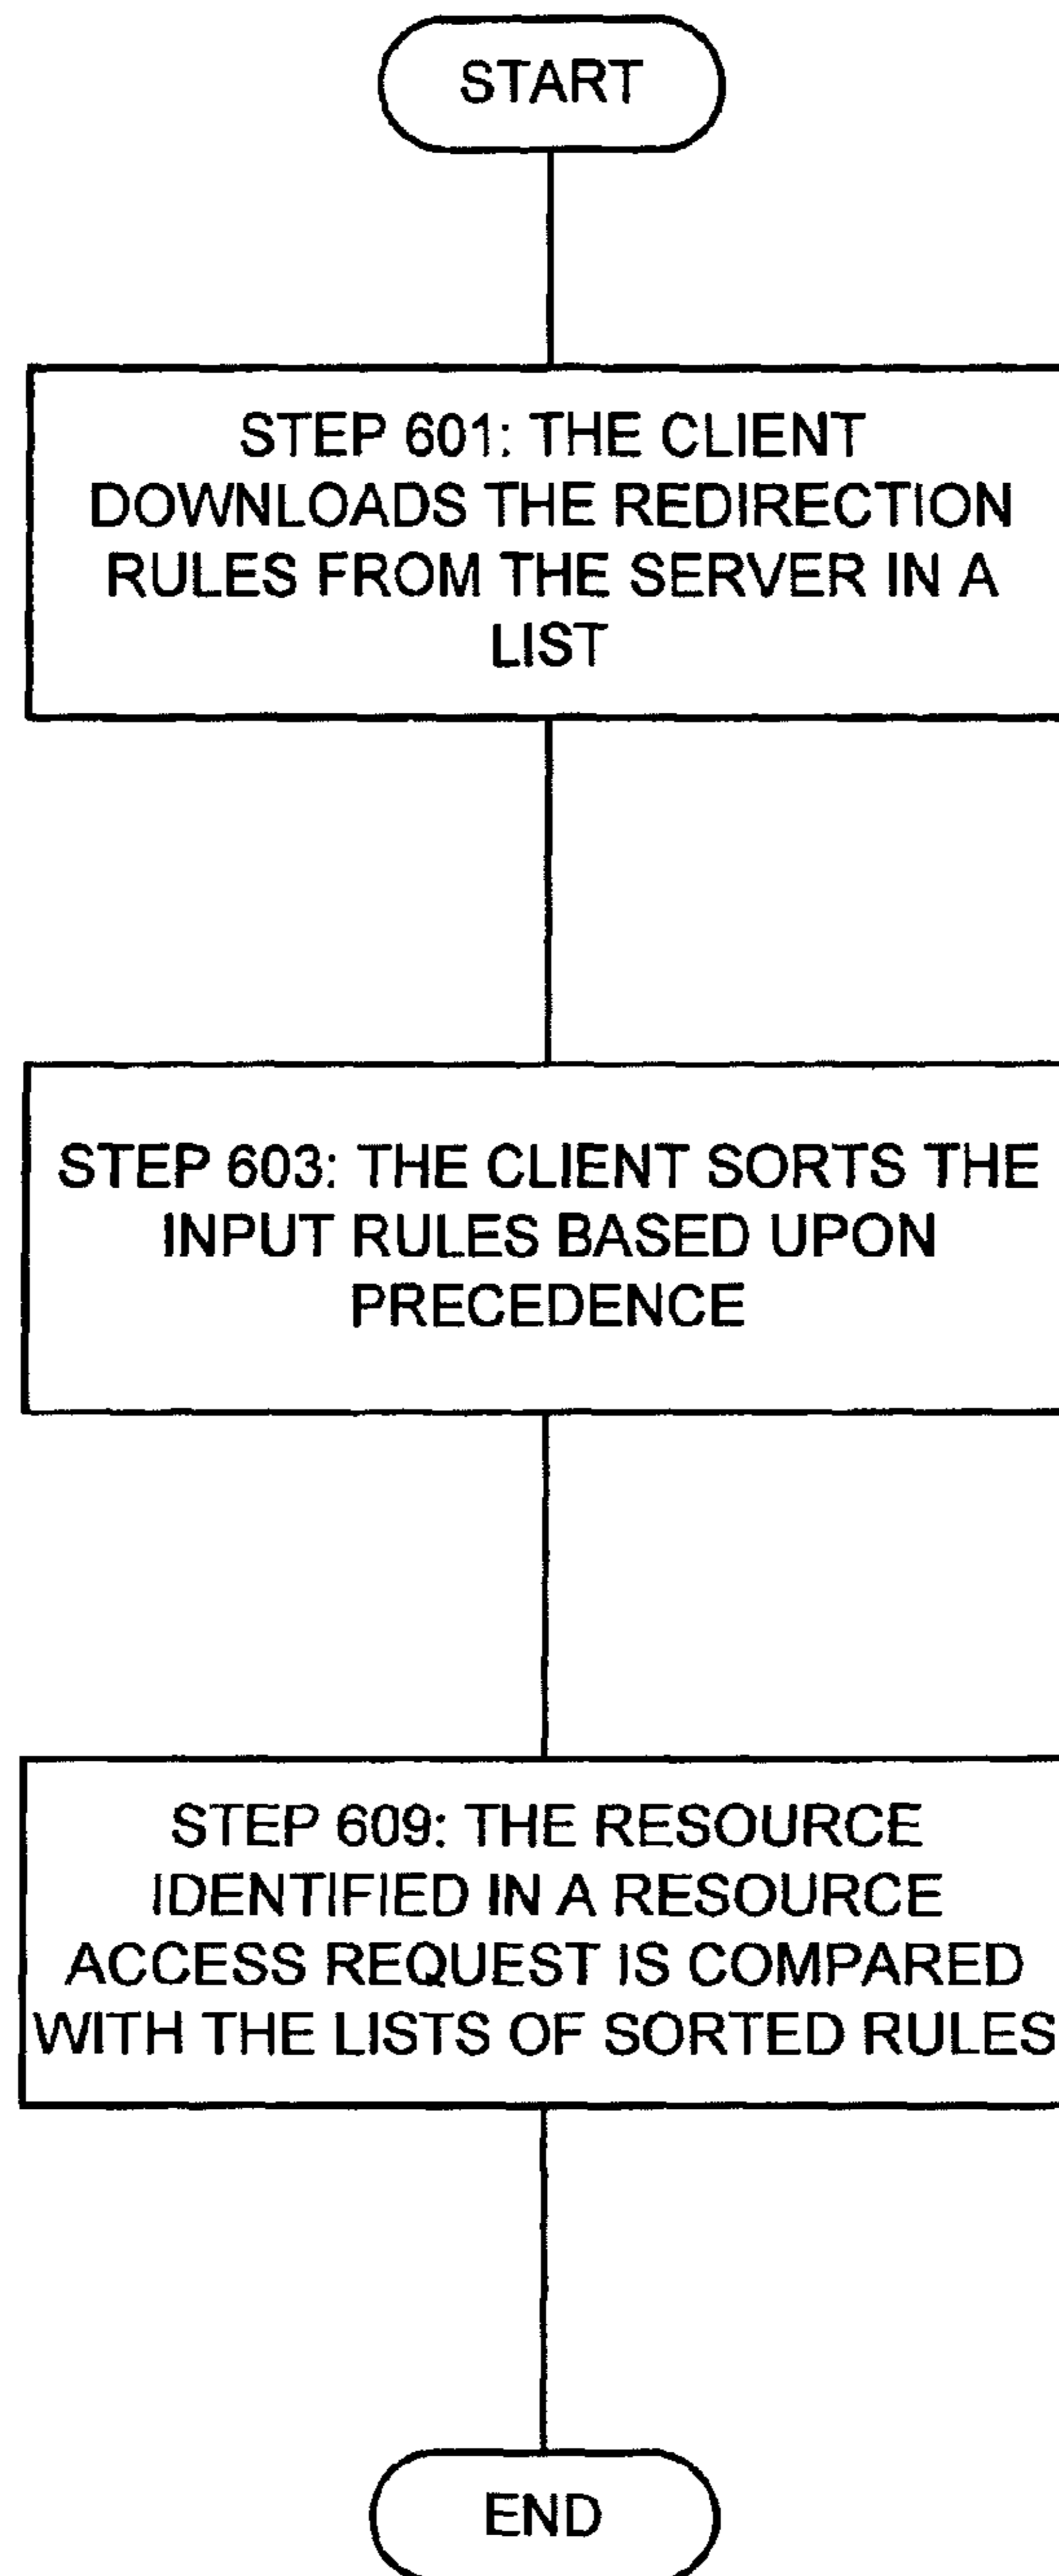 START
STEP 601: THE CLIENT
DOWNLOADS THE REDIRECTION
RULES FROM THE SERVER IN A
LIST
STEP 603: THE CLIENT SORTS THE
INPUT RULES BASED UPON
PRECEDENCE
STEP 609: THE RESOURCE
IDENTIFIED IN A RESOURCE
ACCESS REQUEST IS COMPARED
WITH THE LISTS OF SORTED RULES
END